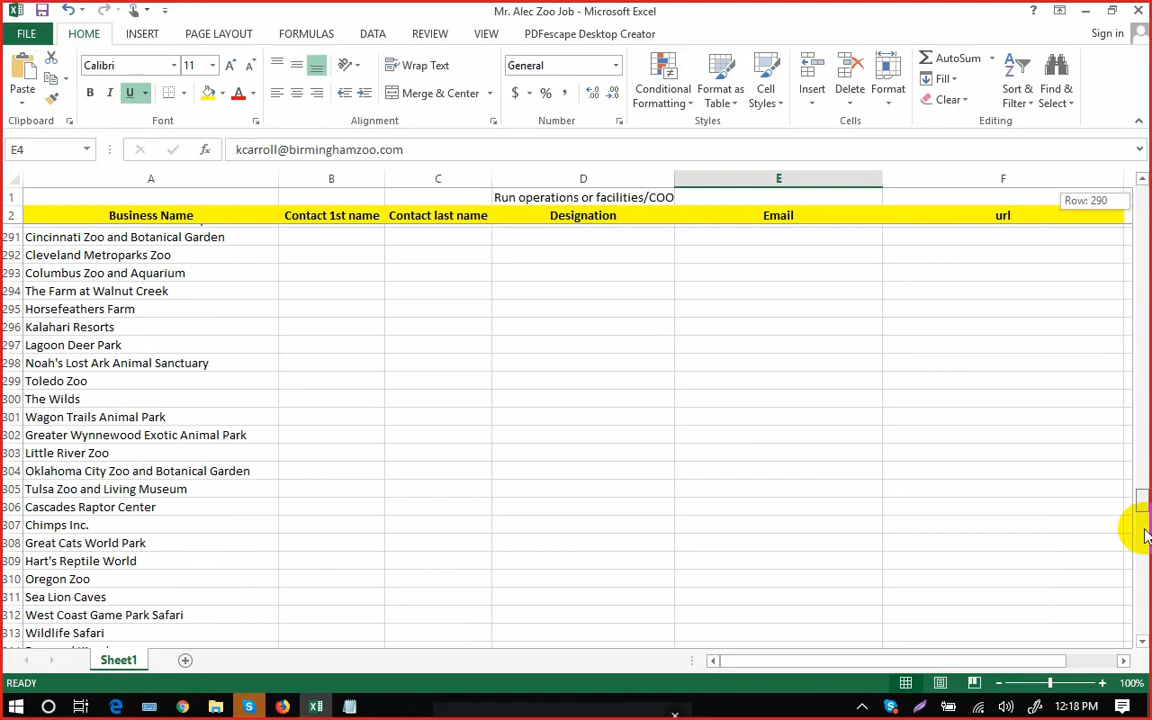 Mr. Alec Zoo Job - Microsoft Excel
FILE HOME INSERT PAGE LAYOUT FORMULAS DATA REVIEW VIEW PDFescape Desktop Creator Sign in
Paste Calibri 11 Wrap Text General Conditional Formatting Format as Table Cell Styles Insert Delete Format AutoSum Fill Clear Sort & Filter Find & Select
B I U A Merge & Center $ % ,
Clipboard Font Alignment Number Styles Cells Editing
E4 fx kcarroll@birminghamzoo.com
A B C D E F
1 Run operations or facilities/COO Row: 290
2 Business Name Contact 1st name Contact last name Designation Email url
291 Cincinnati Zoo and Botanical Garden
292 Cleveland Metroparks Zoo
293 Columbus Zoo and Aquarium
294 The Farm at Walnut Creek
295 Horsefeathers Farm
296 Kalahari Resorts
297 Lagoon Deer Park
298 Noah's Lost Ark Animal Sanctuary
299 Toledo Zoo
300 The Wilds
301 Wagon Trails Animal Park
302 Greater Wynnewood Exotic Animal Park
303 Little River Zoo
304 Oklahoma City Zoo and Botanical Garden
305 Tulsa Zoo and Living Museum
306 Cascades Raptor Center
307 Chimps Inc.
308 Great Cats World Park
309 Hart's Reptile World
310 Oregon Zoo
311 Sea Lion Caves
312 West Coast Game Park Safari
313 Wildlife Safari
Sheet1
READY 100%
12:18 PM